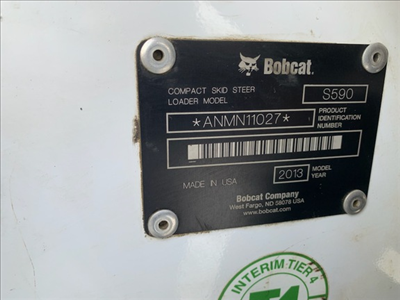 Bobcat.
COMPACT SKID STEER
LOADER MODEL
S590
*ANMN11027*
PRODUCT
IDENTIFICATION
NUMBER
MADE IN USA
2013
MODEL
YEAR
Bobcat Company
West Fargo, ND 58078 USA
www.bobcat.com
INTERIM TIER 4